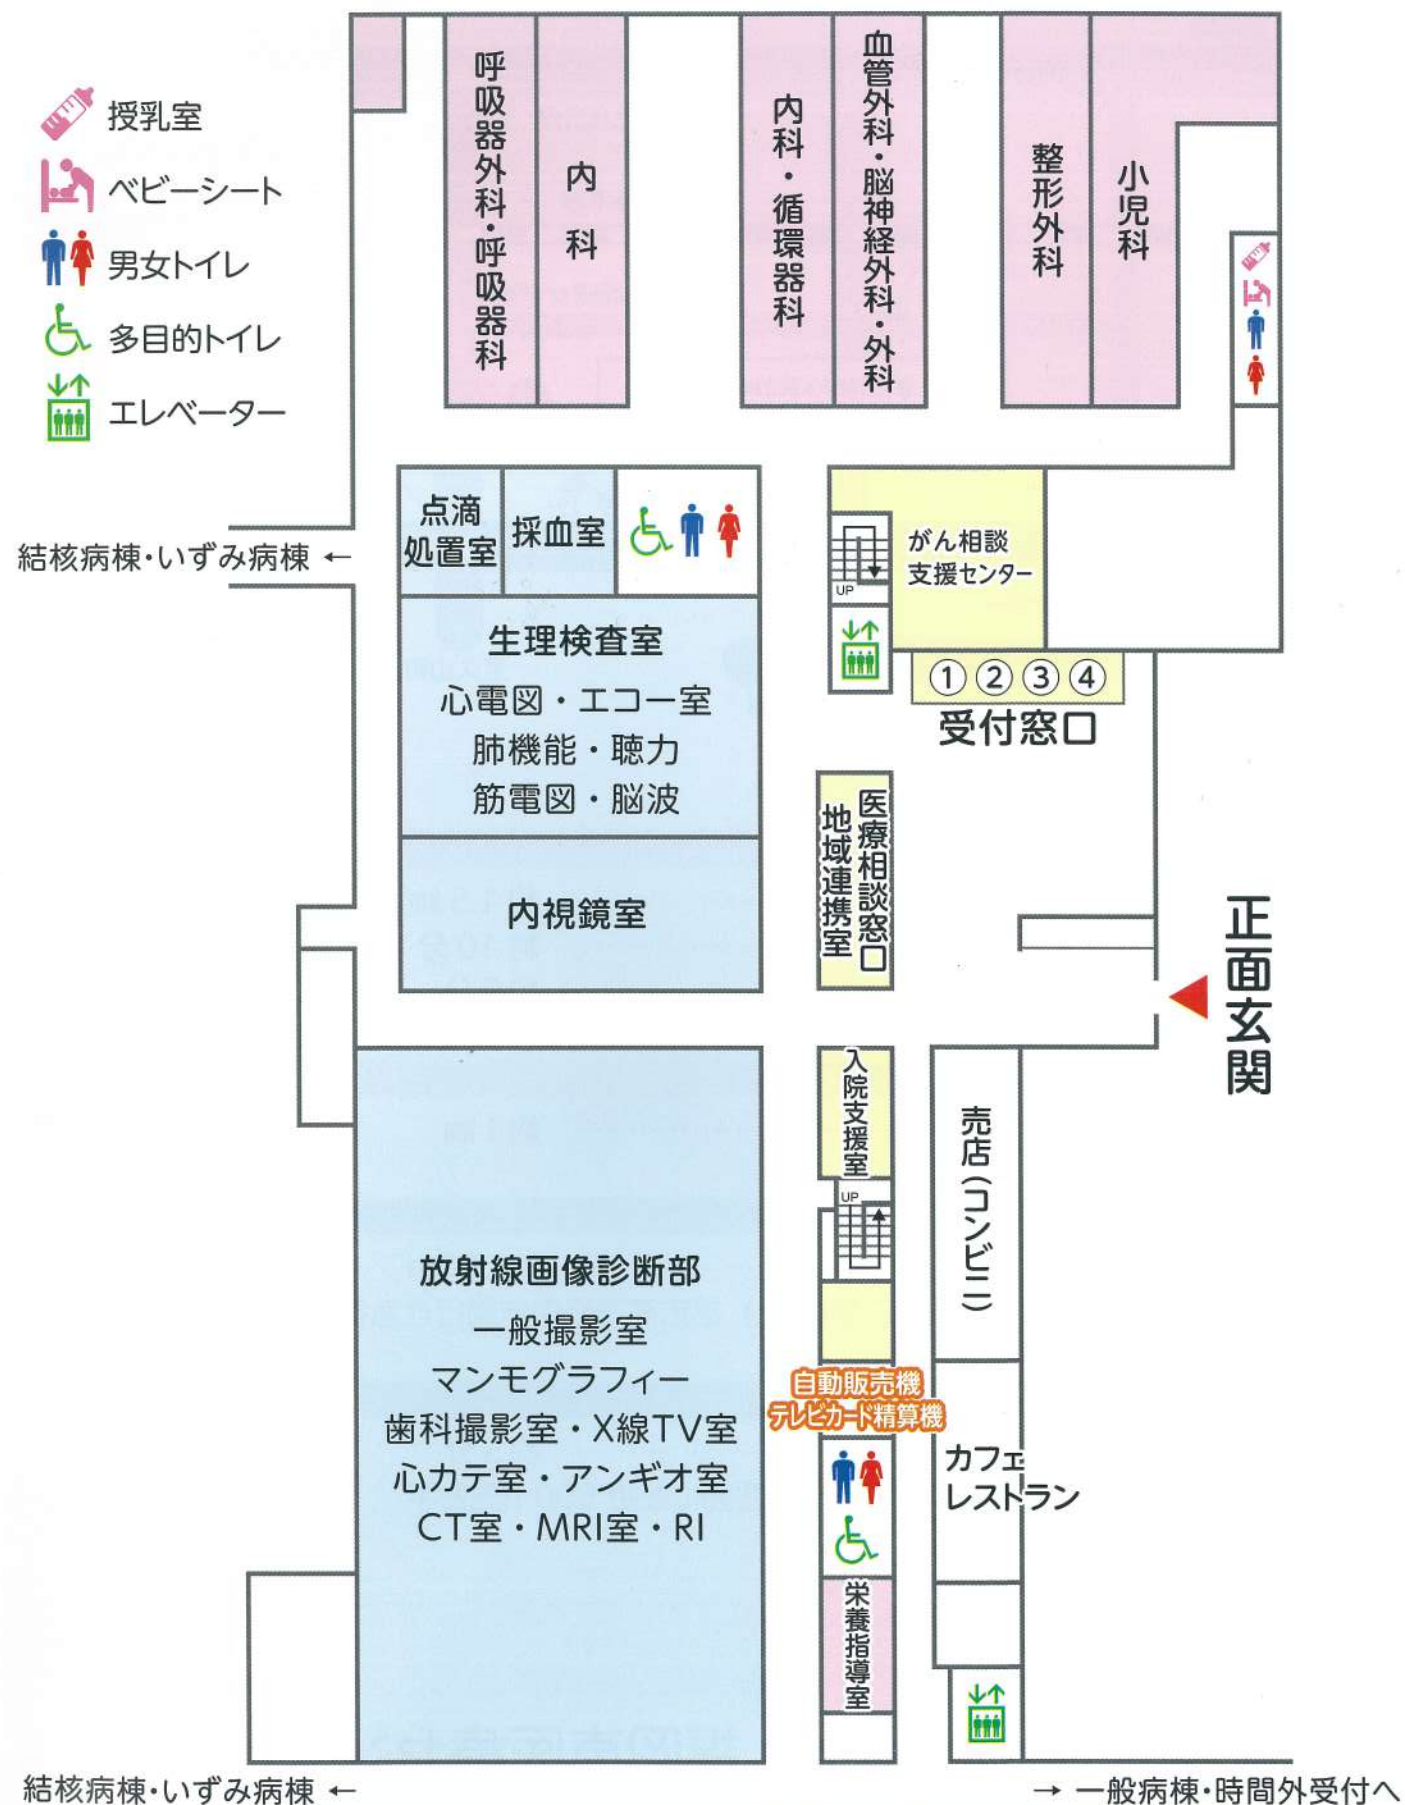 授乳室
ベビーシート
男女トイレ
多目的トイレ
エレベーター
呼吸器外科・呼吸器科
内科
内科・循環器科
血管外科・脳神経外科・外科
整形外科
小児科
結核病棟・いずみ病棟 ←
点滴
処置室
採血室
UP
がん相談
支援センター
生理検査室
心電図・エコー室
肺機能・聴力
筋電図・脳波
① ② ③ ④
受付窓口
医療相談窓口
地域連携室
内視鏡室
正面玄関
入院支援室
UP
売店(コンビニ)
放射線画像診断部
一般撮影室
マンモグラフィー
歯科撮影室・X線TV室
心カテ室・アンギオ室
CT室・MRI室・RI
自動販売機
テレビカード精算機
カフェ
レストラン
栄養指導室
結核病棟・いずみ病棟 ←
→ 一般病棟・時間外受付へ